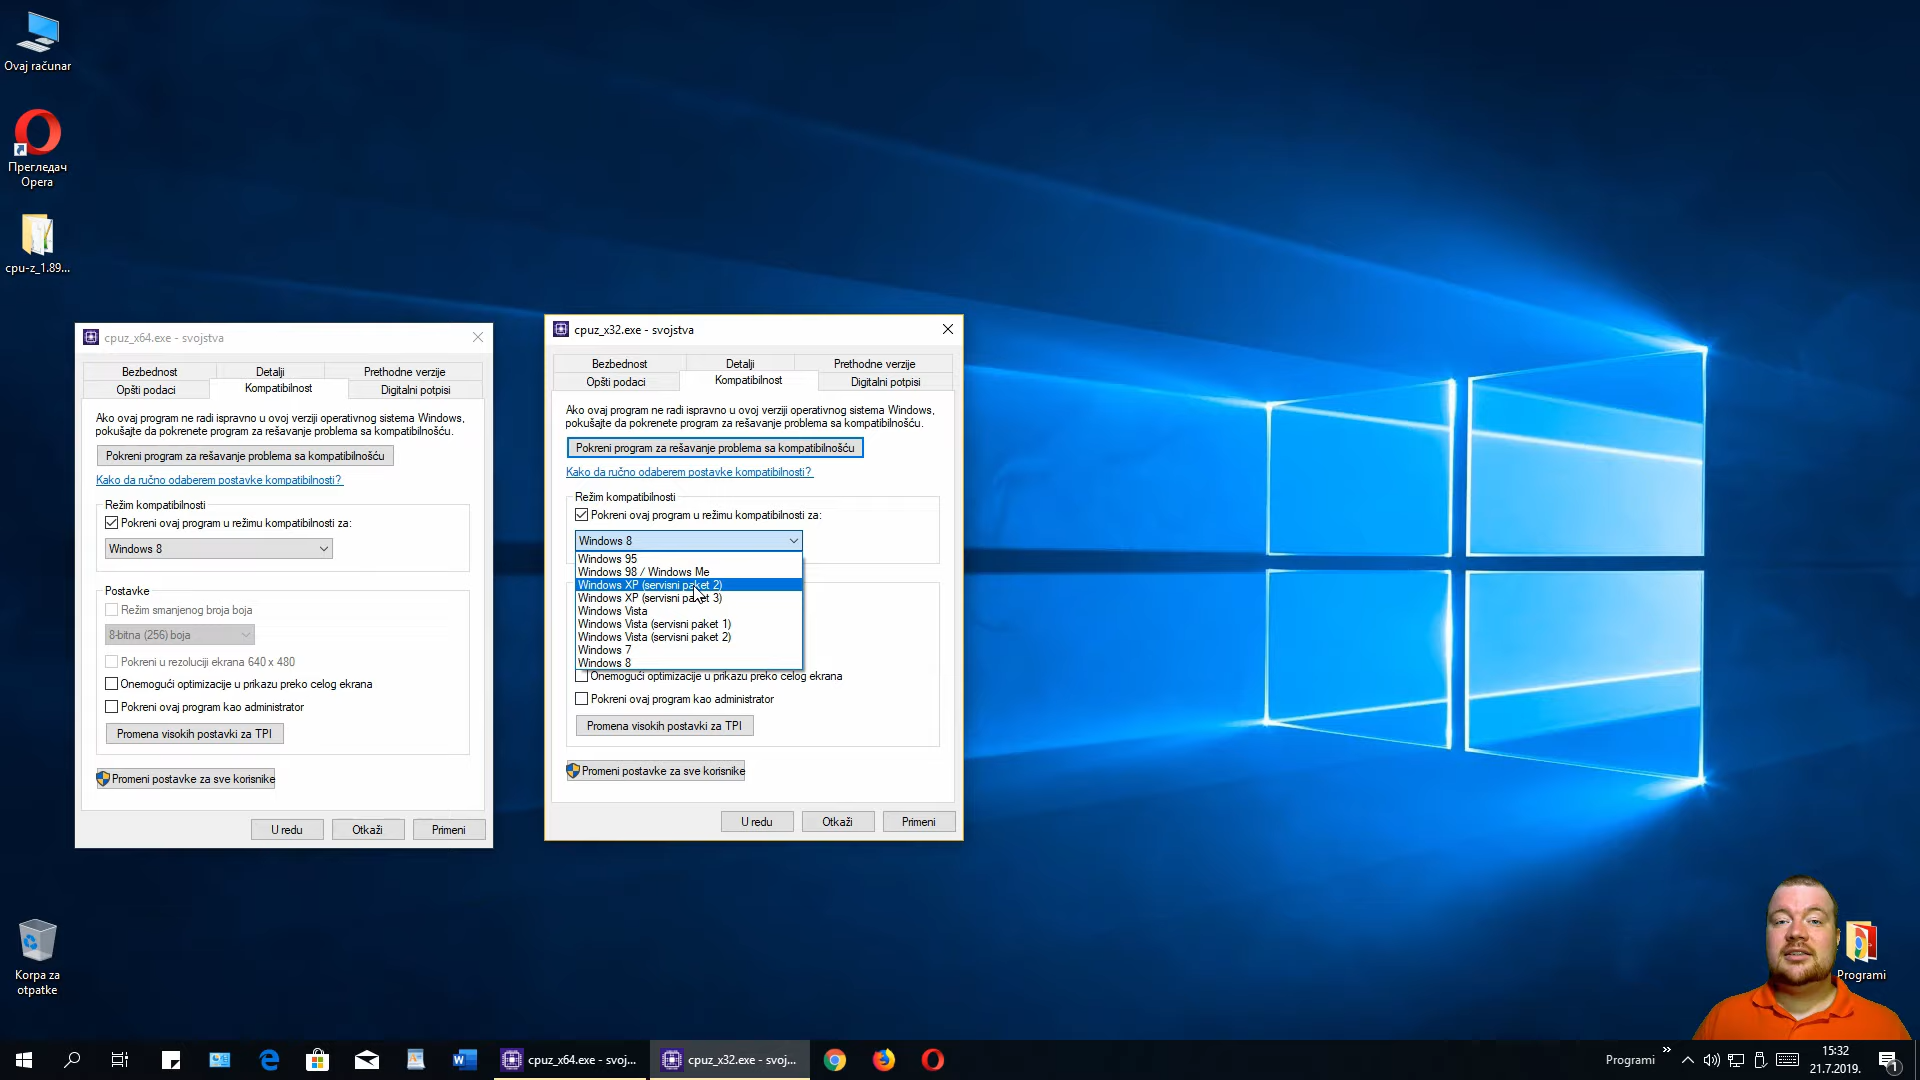 Ovaj računar
Прегледач
Opera
cpu-z_1.89...
cpuz_x64.exe - svojstva
Bezbednost
Detalji
Prethodne verzije
Opšti podaci
Kompatibilnost
Digitalni potpisi
Ako ovaj program ne radi ispravno u ovoj verziji operativnog sistema Windows,
pokušajte da pokrenete program za rešavanje problema sa kompatibilnošću.
Pokreni program za rešavanje problema sa kompatibilnošću
Kako da ručno odaberem postavke kompatibilnosti?
Režim kompatibilnosti
Pokreni ovaj program u režimu kompatibilnosti za:
Windows 8
Postavke
Režim smanjenog broja boja
8-bitna (256) boja
Pokreni u rezoluciji ekrana 640 x 480
Onemogući optimizacije u prikazu preko celog ekrana
Pokreni ovaj program kao administrator
Promena visokih postavki za TPI
Promeni postavke za sve korisnike
U redu
Otkaži
Primeni
cpuz_x32.exe - svojstva
Bezbednost
Detalji
Prethodne verzije
Opšti podaci
Kompatibilnost
Digitalni potpisi
Ako ovaj program ne radi ispravno u ovoj verziji operativnog sistema Windows,
pokušajte da pokrenete program za rešavanje problema sa kompatibilnošću.
Pokreni program za rešavanje problema sa kompatibilnošću
Kako da ručno odaberem postavke kompatibilnosti?
Režim kompatibilnosti
Pokreni ovaj program u režimu kompatibilnosti za:
Windows 8
Windows 95
Windows 98 / Windows Me
Windows XP (servisni paket 2)
Windows XP (servisni paket 3)
Windows Vista
Windows Vista (servisni paket 1)
Windows Vista (servisni paket 2)
Windows 7
Windows 8
Onemogući optimizacije u prikazu preko celog ekrana
Pokreni ovaj program kao administrator
Promena visokih postavki za TPI
Promeni postavke za sve korisnike
U redu
Otkaži
Primeni
Korpa za
otpatke
Programi
cpuz_x64.exe - svoj...
cpuz_x32.exe - svoj...
Programi
15:32
21.7.2019.
1